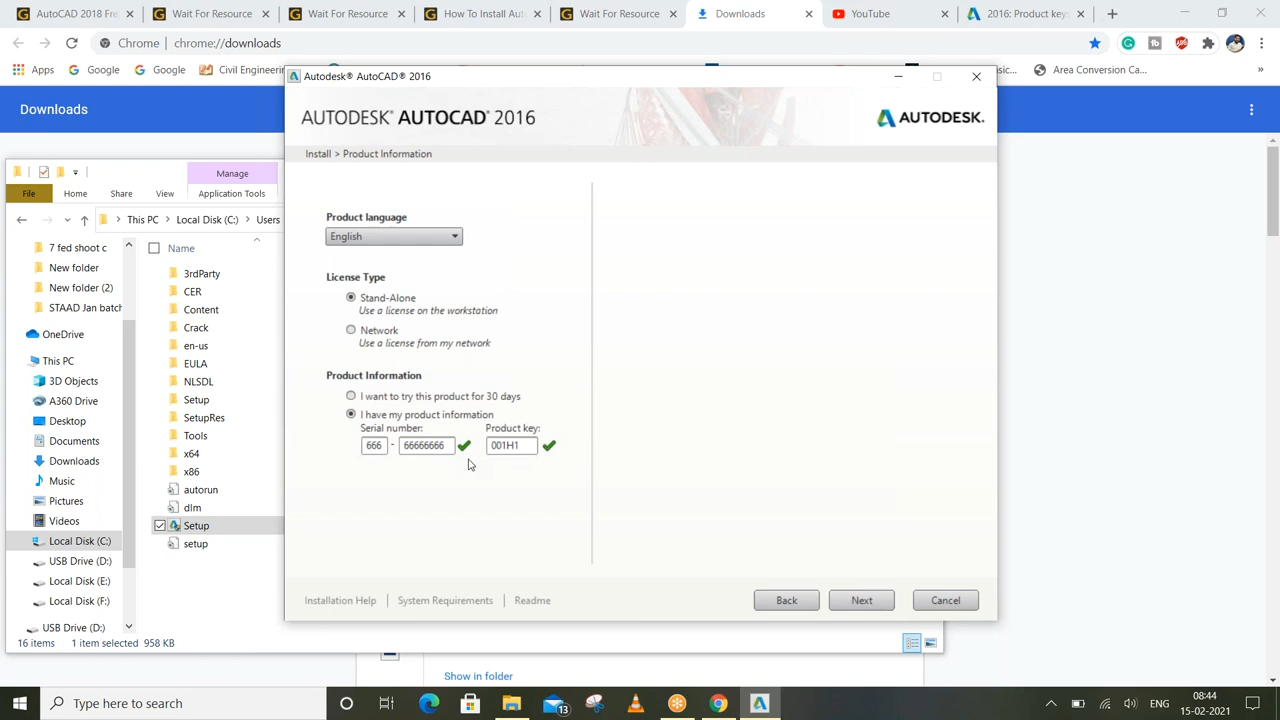 AutoCAD 2018 Fre
Wait For Resource
Wait For Resource
How To Install Aut
Wait For Resource
Downloads
YouTube
2016: Product key
Chrome | chrome://downloads
Apps
Google
Google
Civil Engineeri
Area Conversion Ca...
Downloads
Autodesk® AutoCAD® 2016
AUTODESK® AUTOCAD® 2016
AUTODESK.
Install > Product Information
Manage
File
Home
Share
View
Application Tools
This PC
Local Disk (C:)
Users
7 fed shoot c
New folder
New folder (2)
STAAD Jan batch
OneDrive
This PC
3D Objects
A360 Drive
Desktop
Documents
Downloads
Music
Pictures
Videos
Local Disk (C:)
USB Drive (D:)
Local Disk (E:)
Local Disk (F:)
USB Drive (D:)
Name
3rdParty
CER
Content
Crack
en-us
EULA
NLSDL
Setup
SetupRes
Tools
x64
x86
autorun
dlm
Setup
setup
16 items
1 item selected 958 KB
Product language
English
License Type
Stand-Alone
Use a license on the workstation
Network
Use a license from my network
Product Information
I want to try this product for 30 days
I have my product information
Serial number:
Product key:
666 - 66666666
001H1
Installation Help
System Requirements
Readme
Back
Next
Cancel
Show in folder
Type here to search
13
ENG
08:44
15-02-2021